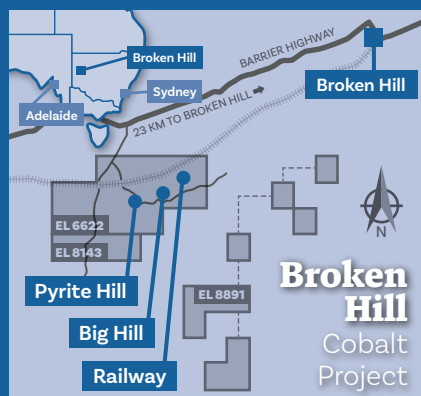 Broken Hill
Sydney
Adelaide
BARRIER HIGHWAY
23 KM TO BROKEN HILL
Broken Hill
EL 6622
EL 8143
EL 8891
N
Pyrite Hill
Big Hill
Railway
Broken
Hill
Cobalt
Project